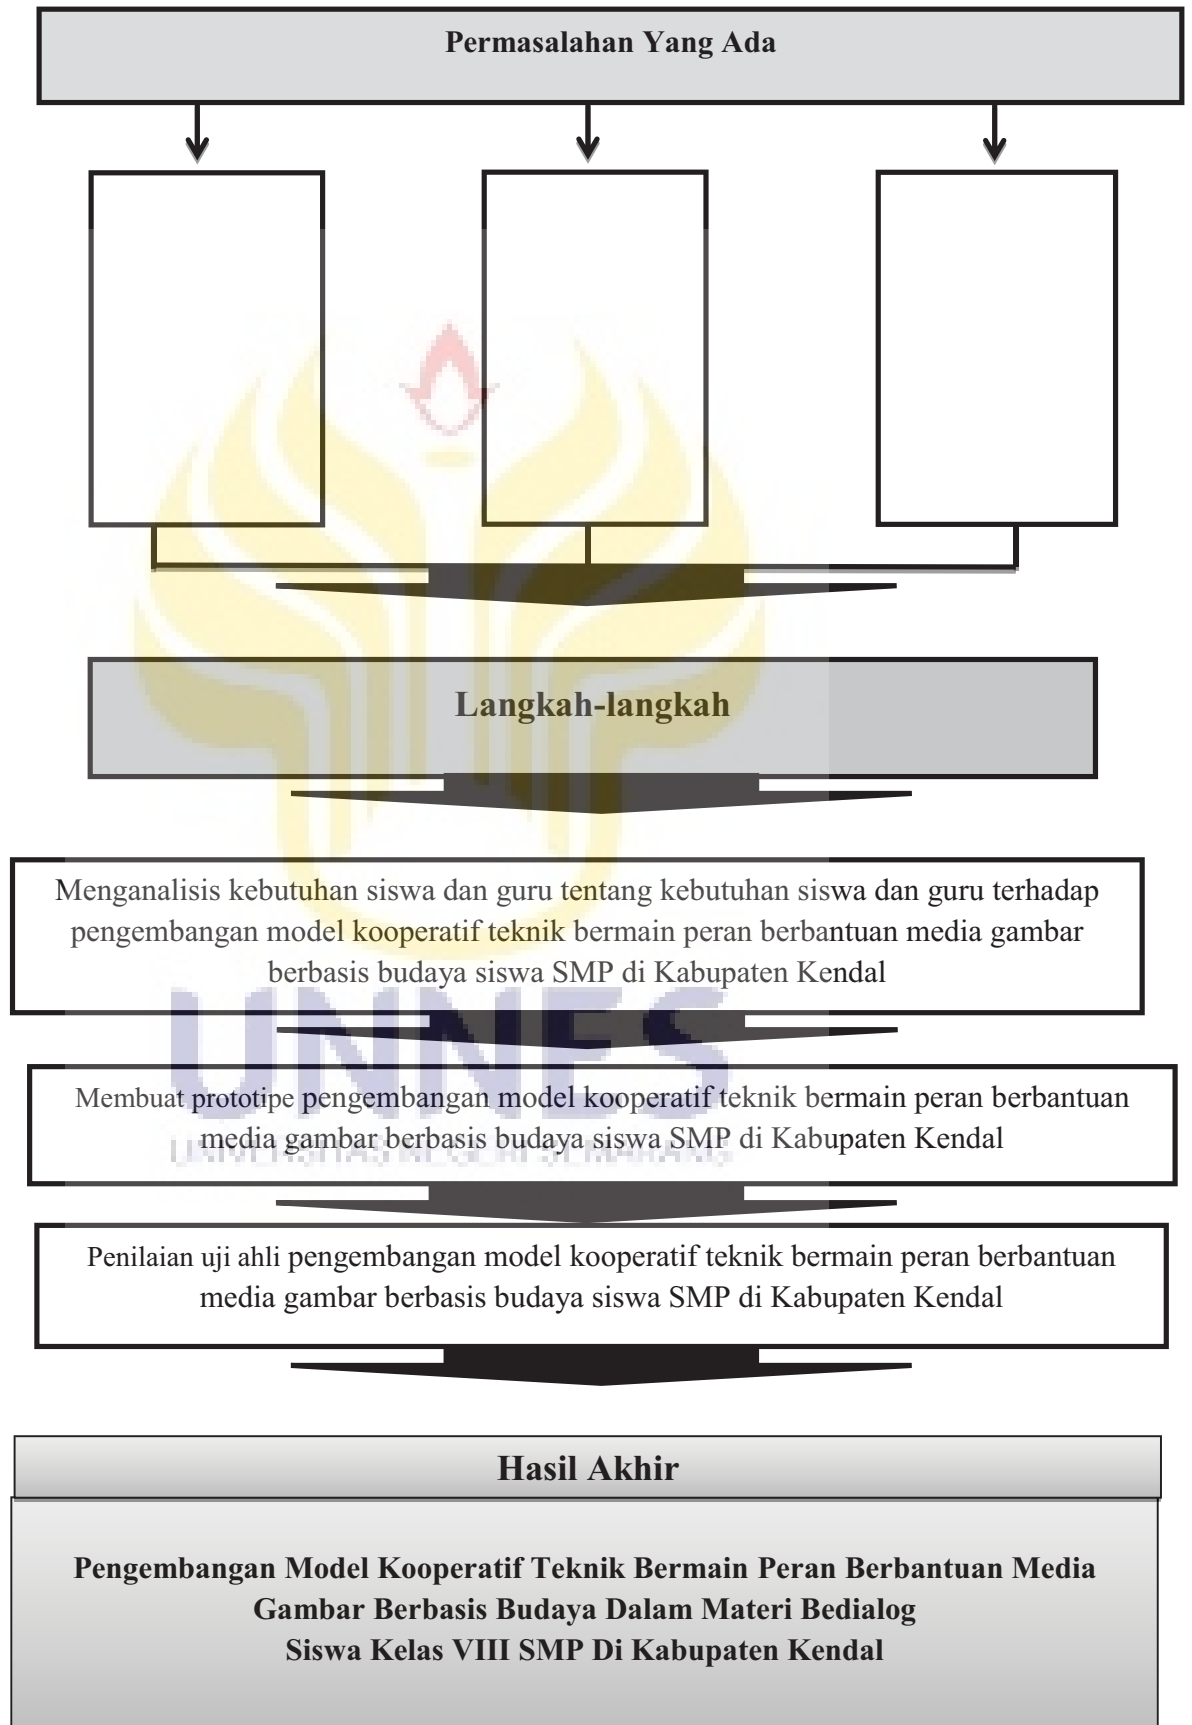 Permasalahan Yang Ada
Langkah-langkah
Menganalisis kebutuhan siswa dan guru tentang kebutuhan siswa dan guru terhadap
pengembangan model kooperatif teknik bermain peran berbantuan media gambar
berbasis budaya siswa SMP di Kabupaten Kendal
UNNES
Membuat prototipe pengembangan model kooperatif teknik bermain peran berbantuan
media gambar berbasis budaya siswa SMP di Kabupaten Kendal
UNIVERSITAS NEGERI SEMARANG
Penilaian uji ahli pengembangan model kooperatif teknik bermain peran berbantuan
media gambar berbasis budaya siswa SMP di Kabupaten Kendal
Hasil Akhir
Pengembangan Model Kooperatif Teknik Bermain Peran Berbantuan Media
Gambar Berbasis Budaya Dalam Materi Bedialog
Siswa Kelas VIII SMP Di Kabupaten Kendal